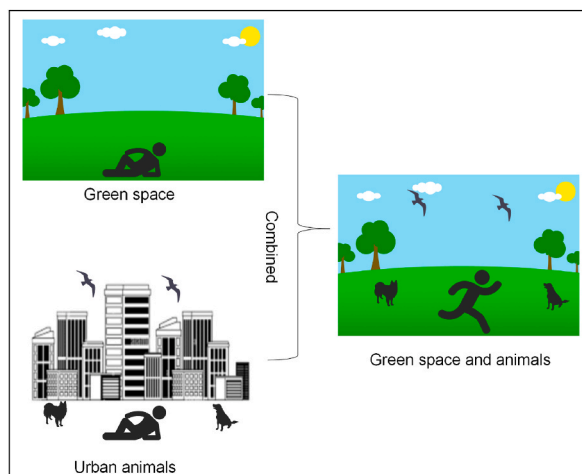 Green space
Combined
Green space and animals
Urban animals